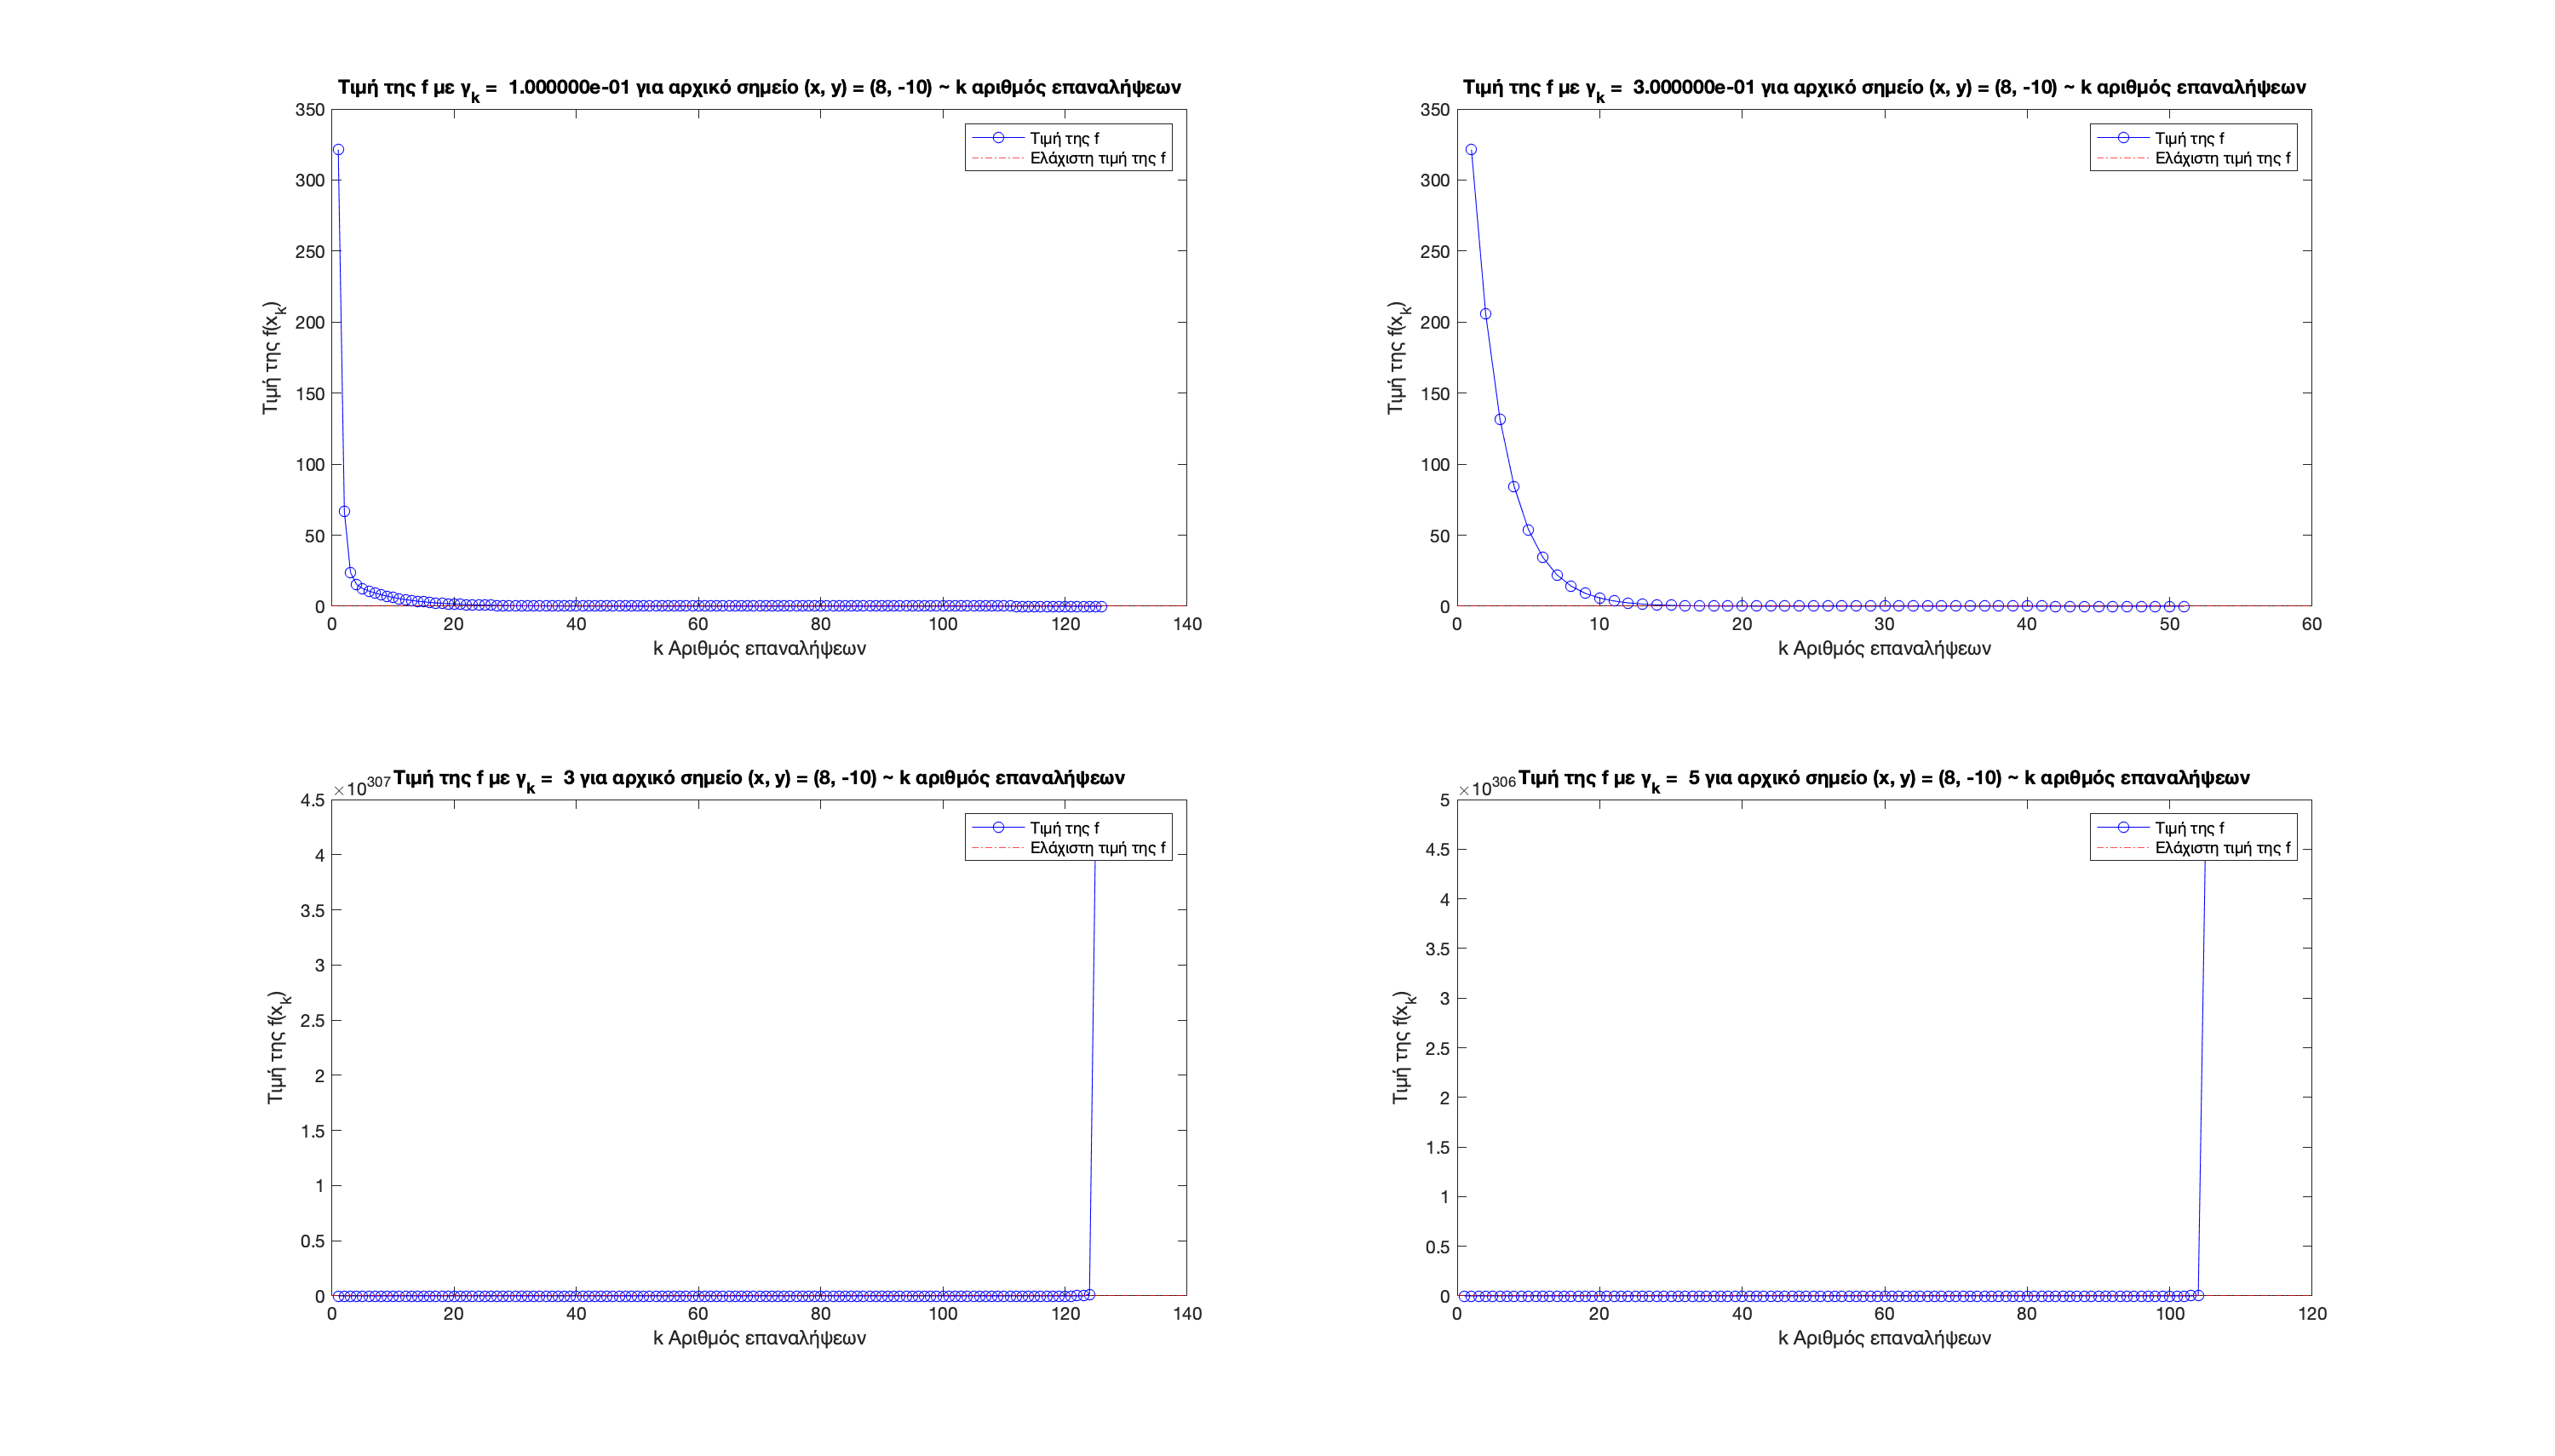 Τιμή της f με γk = 1.000000e-01 για αρχικό σημείο (x, y) = (8, -10) ~ k αριθμός επαναλήψεων
350
300
250
200
150
100
50
0
Τιμή της f(xk)
Τιμή της f
Ελάχιστη τιμή της f
0 20 40 60 80 100 120 140
k Αριθμός επαναλήψεων
Τιμή της f με γk = 3.000000e-01 για αρχικό σημείο (x, y) = (8, -10) ~ k αριθμός επαναλήψεων
350
300
250
200
150
100
50
0
Τιμή της f(xk)
Τιμή της f
Ελάχιστη τιμή της f
0 10 20 30 40 50 60
k Αριθμός επαναλήψεων
×10^307 Τιμή της f με γk = 3 για αρχικό σημείο (x, y) = (8, -10) ~ k αριθμός επαναλήψεων
4.5
4
3.5
3
2.5
2
1.5
1
0.5
0
Τιμή της f(xk)
Τιμή της f
Ελάχιστη τιμή της f
0 20 40 60 80 100 120 140
k Αριθμός επαναλήψεων
×10^306 Τιμή της f με γk = 5 για αρχικό σημείο (x, y) = (8, -10) ~ k αριθμός επαναλήψεων
5
4.5
4
3.5
3
2.5
2
1.5
1
0.5
0
Τιμή της f(xk)
Τιμή της f
Ελάχιστη τιμή της f
0 20 40 60 80 100 120
k Αριθμός επαναλήψεων